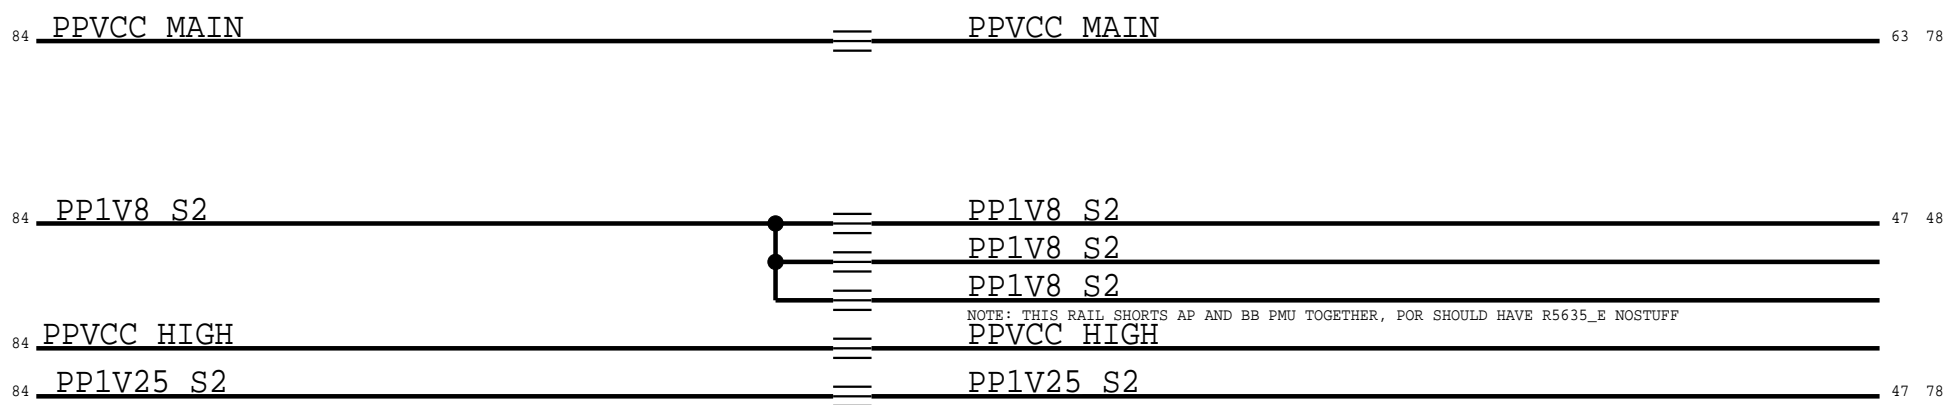 84 PPVCC MAIN PPVCC MAIN 63 78
84 PP1V8 S2 PP1V8 S2 47 48
PP1V8 S2
PP1V8 S2
NOTE: THIS RAIL SHORTS AP AND BB PMU TOGETHER, POR SHOULD HAVE R5635_E NOSTUFF
84 PPVCC HIGH PPVCC HIGH
84 PP1V25 S2 PP1V25 S2 47 78